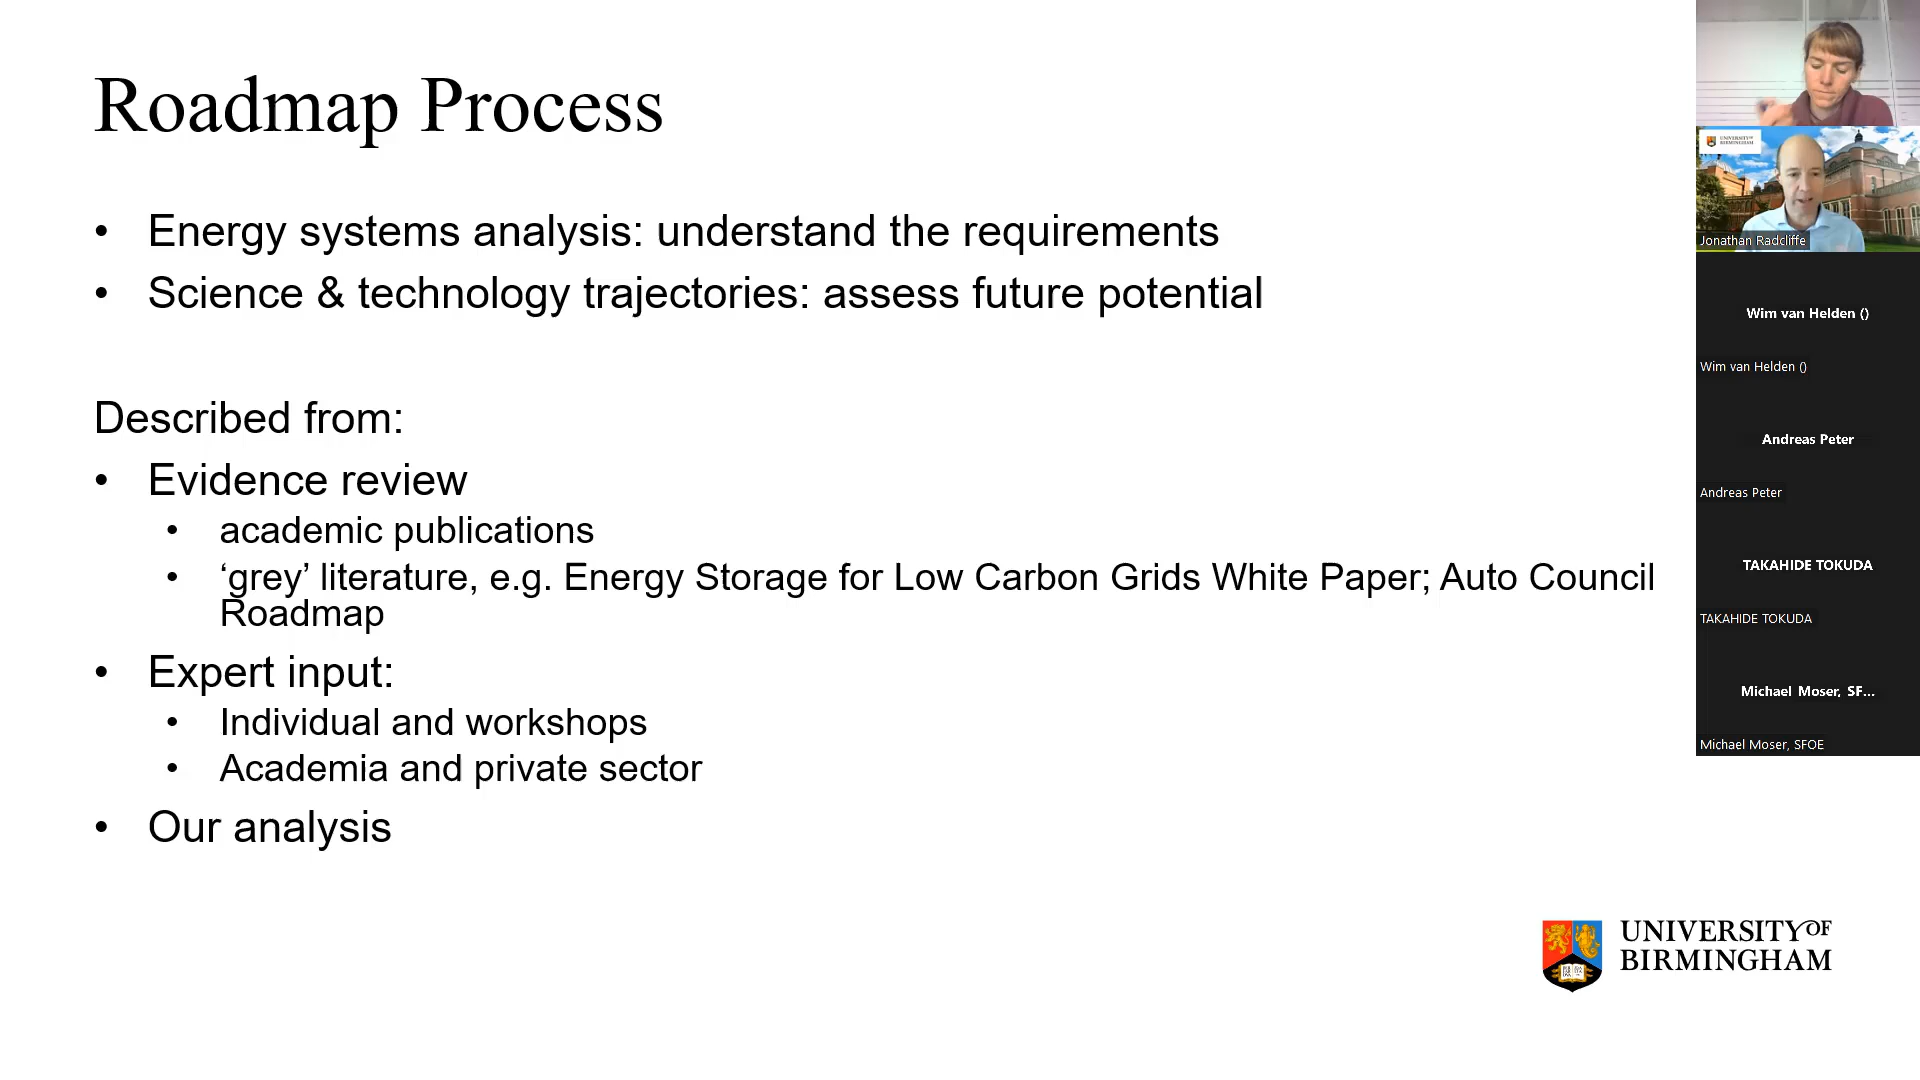 Roadmap Process
• Energy systems analysis: understand the requirements
• Science & technology trajectories: assess future potential
Described from:
• Evidence review
• academic publications
• ‘grey’ literature, e.g. Energy Storage for Low Carbon Grids White Paper; Auto Council
Roadmap
• Expert input:
• Individual and workshops
• Academia and private sector
• Our analysis
UNIVERSITY OF
BIRMINGHAM
UNIVERSITY OF
BIRMINGHAM
Jonathan Radcliffe
Wim van Helden ()
Wim van Helden ()
Andreas Peter
Andreas Peter
TAKAHIDE TOKUDA
TAKAHIDE TOKUDA
Michael Moser, SF...
Michael Moser, SFOE